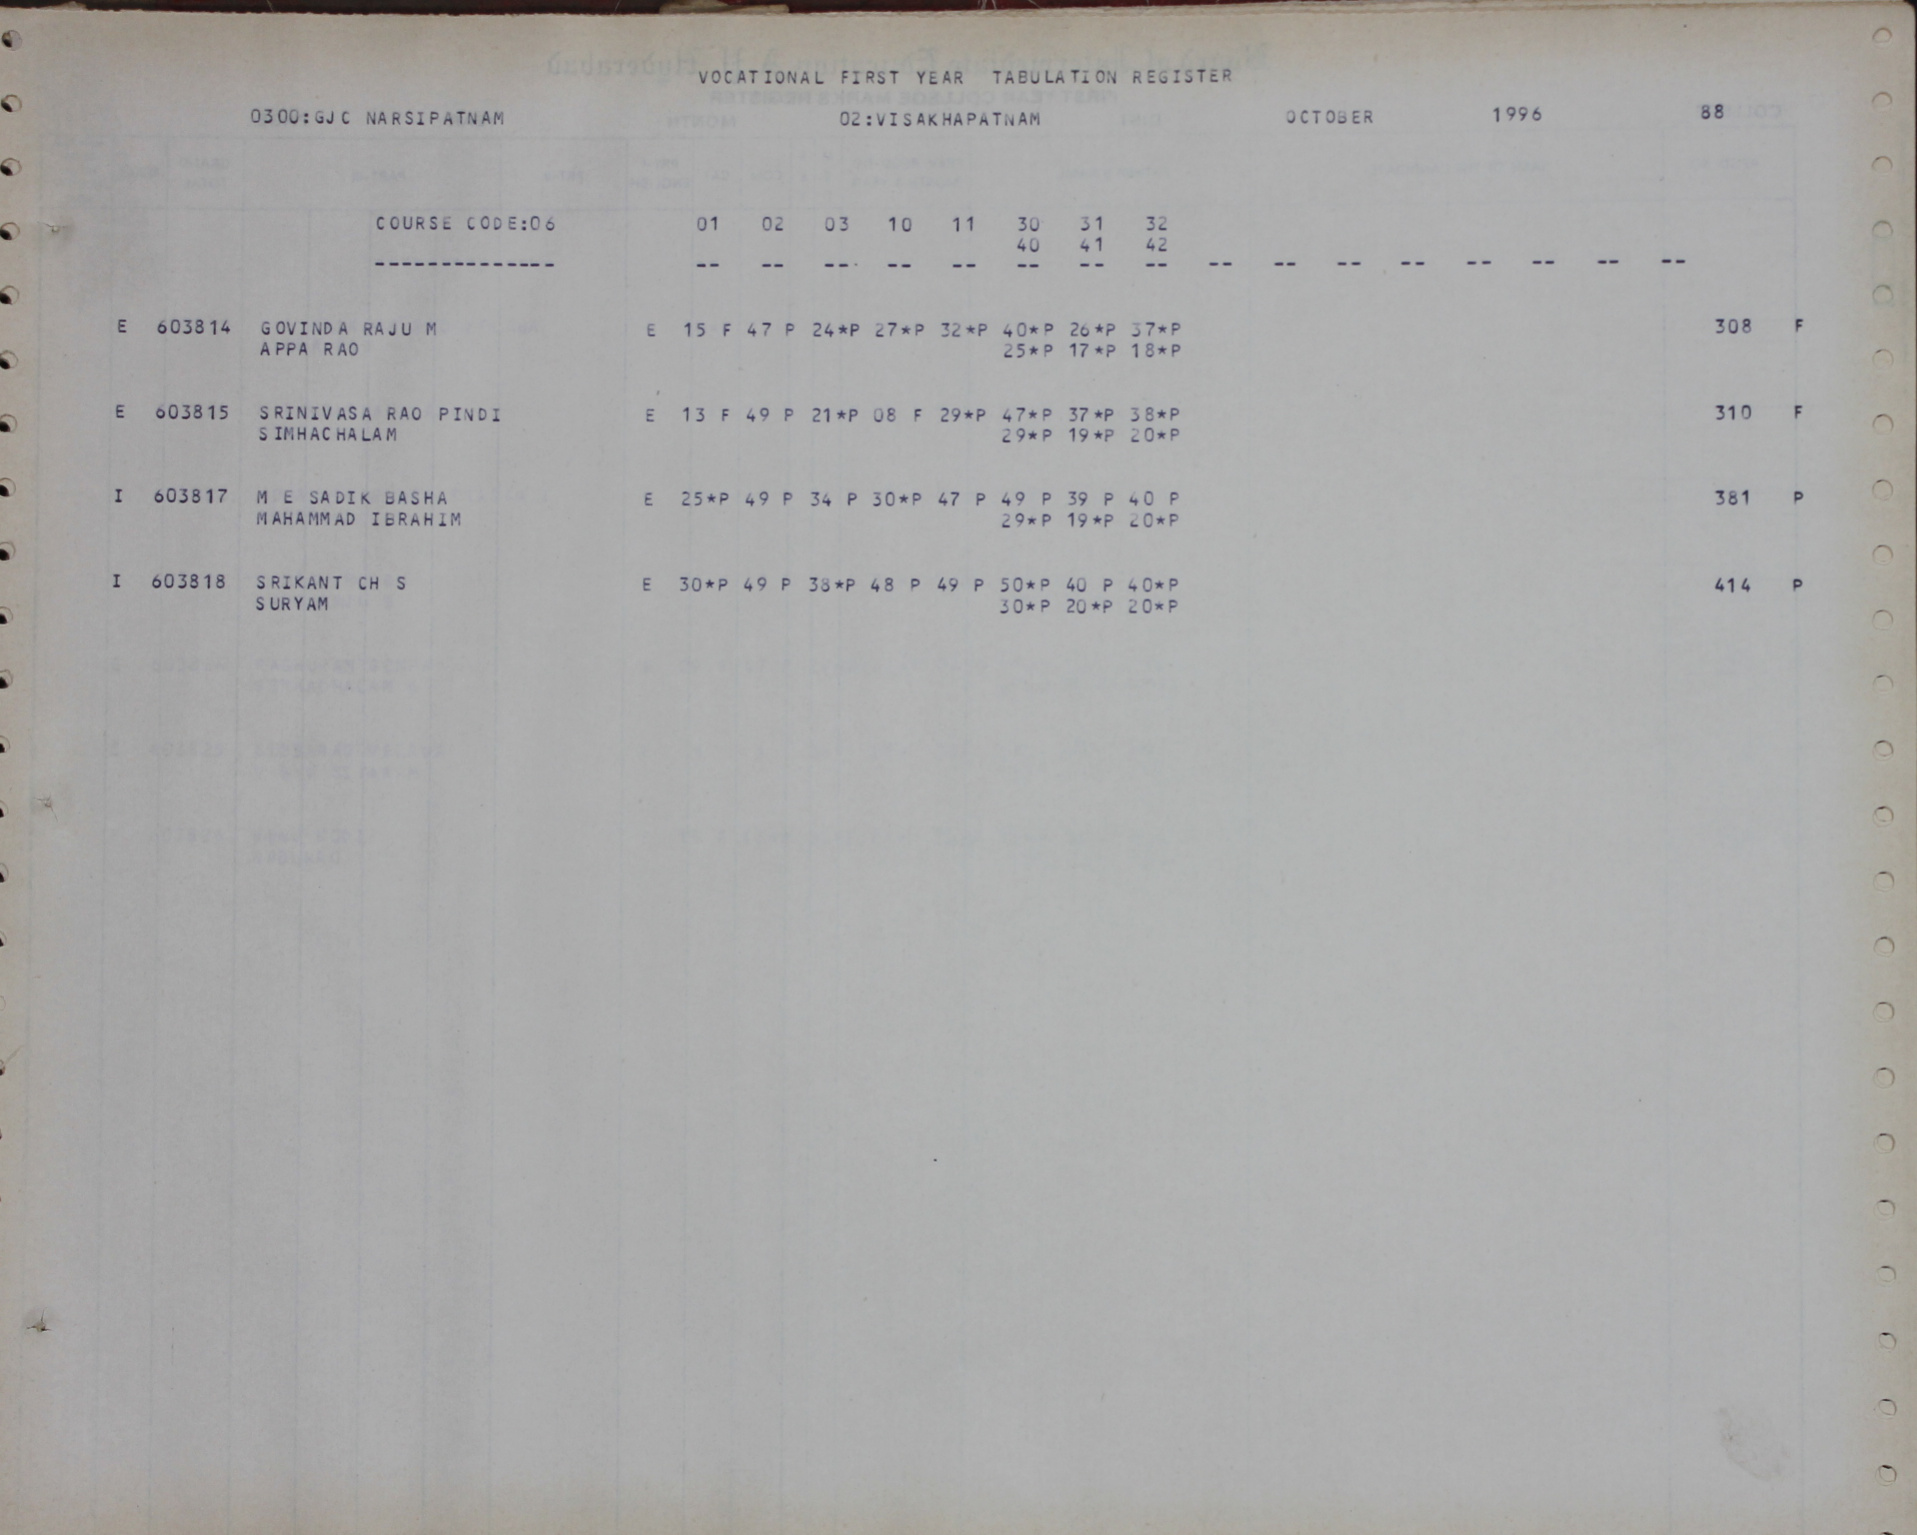 VOCATIONAL FIRST YEAR TABULATION REGISTER
0300:GJC NARSIPATNAM 02:VISAKHAPATNAM OCTOBER 1996 88
COURSE CODE:06 01 02 03 10 11 30 31 32
40 41 42
-------------- -- -- -- -- -- -- -- -- -- -- -- -- -- -- -- --
E 603814 GOVINDA RAJU M E 15 F 47 P 24*P 27*P 32*P 40*P 26*P 37*P 308 F
APPA RAO 25*P 17*P 18*P
E 603815 SRINIVASA RAO PINDI E 13 F 49 P 21*P 08 F 29*P 47*P 37*P 38*P 310 F
SIMHACHALAM 29*P 19*P 20*P
I 603817 M E SADIK BASHA E 25*P 49 P 34 P 30*P 47 P 49 P 39 P 40 P 381 P
MAHAMMAD IBRAHIM 29*P 19*P 20*P
I 603818 SRIKANT CH S E 30*P 49 P 38*P 48 P 49 P 50*P 40 P 40*P 414 P
SURYAM 30*P 20*P 20*P